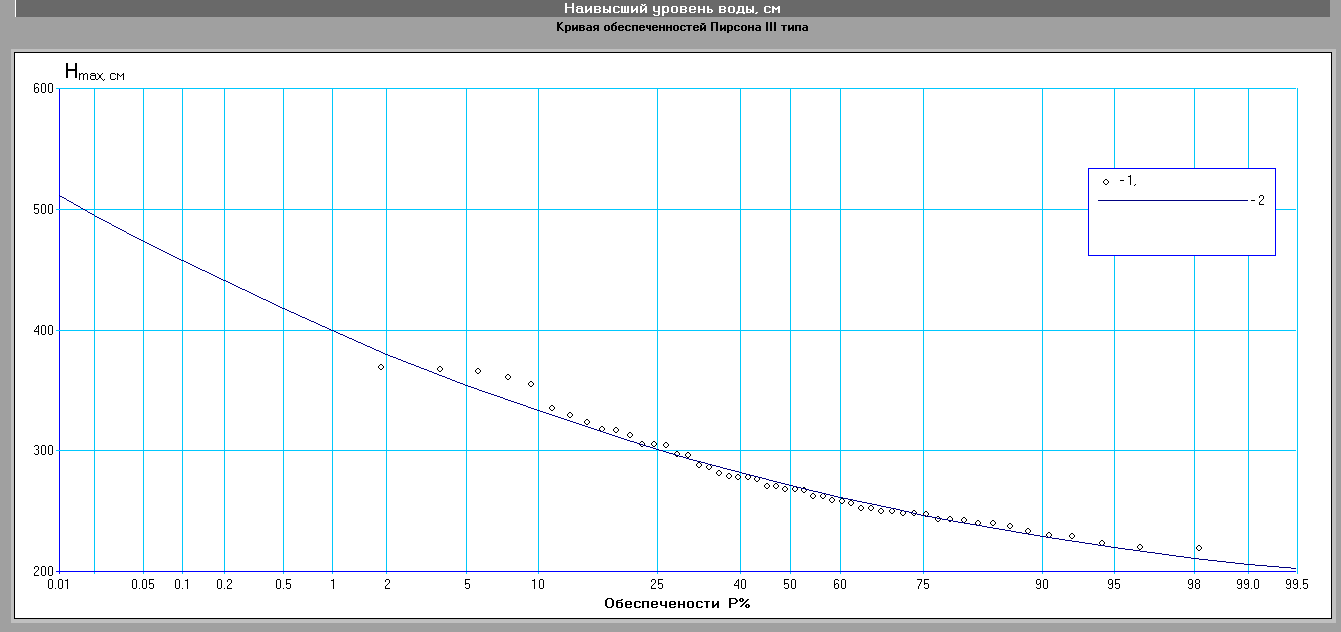 Наивысший уровень воды, см
Кривая обеспеченностей Пирсона III типа
Hmax, см
600
500
400
300
200
-1,
-2
0.01 0.05 0.1 0.2 0.5 1 2 5 10 25 40 50 60 75 90 95 98 99.0 99.5
Обеспечености P%